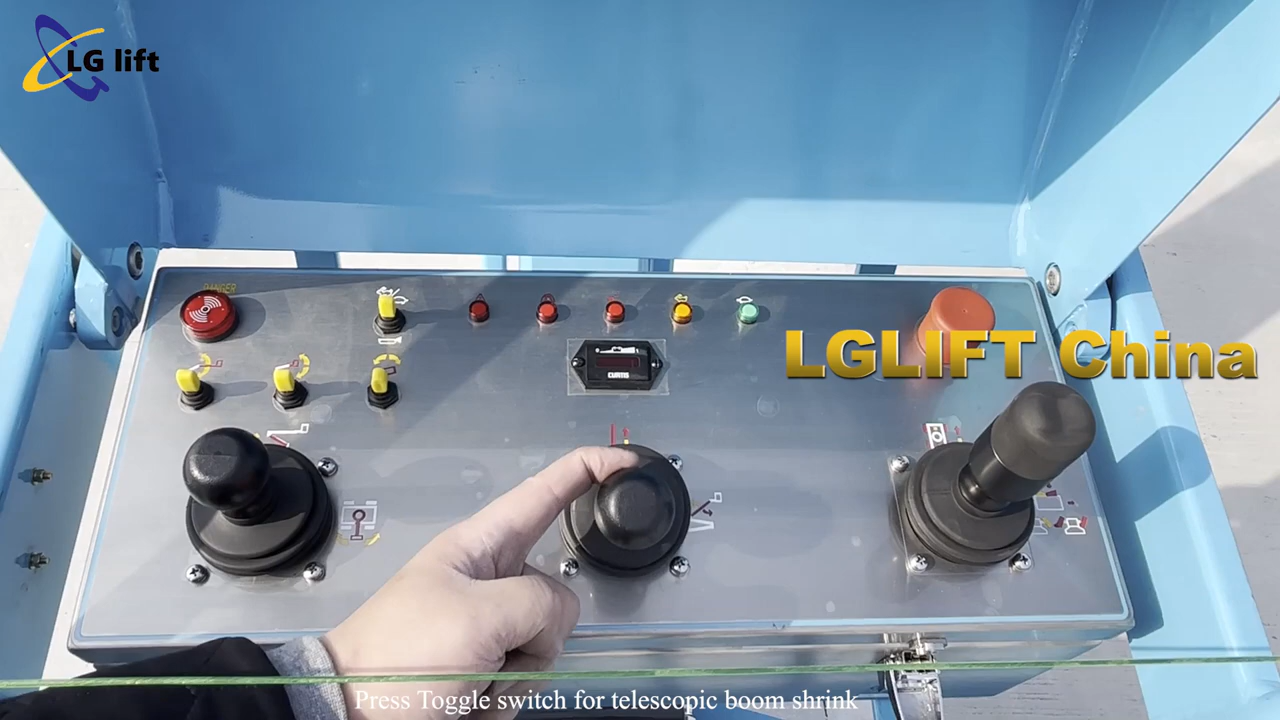 LG lift
DANGER
CURTIS
LGLIFT China
Press Toggle switch for telescopic boom shrink